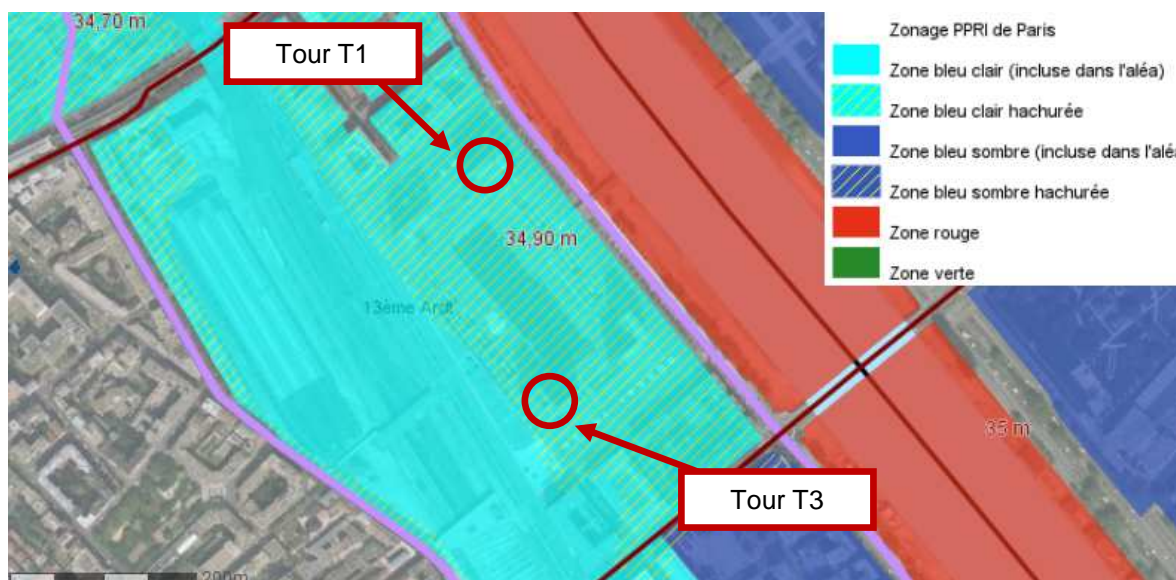 34,70 m
Tour T1
34,90 m
13ème Ardt
35 m
Tour T3
200m
Zonage PPRI de Paris
Zone bleu clair (incluse dans l'aléa)
Zone bleu clair hachurée
Zone bleu sombre (incluse dans l'aléa
Zone bleu sombre hachurée
Zone rouge
Zone verte